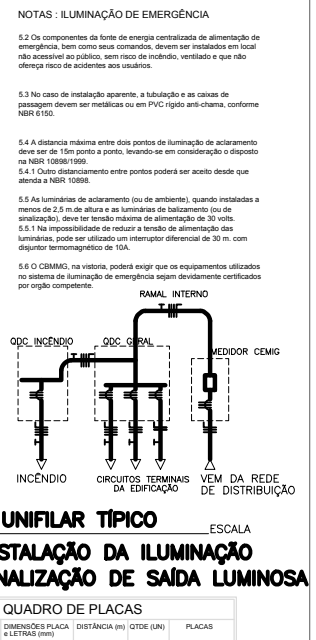 NOTAS : ILUMINAÇÃO DE EMERGÊNCIA
5.2 Os componentes da fonte de energia centralizada de alimentação de
emergência, bem como seus comandos, devem ser instalados em local
não acessível ao público, sem risco de incêndio, ventilado e que não
ofereça risco de acidentes aos usuários.
5.3 No caso de instalação aparente, a tubulação e as caixas de
passagem devem ser metálicas ou em PVC rígido anti-chama, conforme
NBR 6150.
5.4 A distancia máxima entre dois pontos de iluminação de aclaramento
deve ser de 15m ponto a ponto, levando-se em consideração o disposto
na NBR 10898/1999.
5.4.1 Outro distanciamento entre pontos poderá ser aceito desde que
atenda a NBR 10898.
5.5 As luminárias de aclaramento (ou de ambiente), quando instaladas a
menos de 2,5 m.de altura e as luminárias de balizamento (ou de
sinalização), deve ter tensão máxima de alimentação de 30 volts.
5.5.1 Na impossibilidade de reduzir a tensão de alimentação das
luminárias, pode ser utilizado um interruptor diferencial de 30 m. com
disjuntor termomagnético de 10A.
5.6 O CBMMG, na vistoria, poderá exigir que os equipamentos utilizados
no sistema de iluminação de emergência sejam devidamente certificados
por orgão competente.
RAMAL INTERNO
QDC INCÊNDIO
QDC GERAL
MEDIDOR CEMIG
INCÊNDIO
CIRCUITOS TERMINAIS
DA EDIFICAÇÃO
VEM DA REDE
DE DISTRIBUIÇÃO
UNIFILAR TÍPICO
ESCALA
STALAÇÃO DA ILUMINAÇÃO
NALIZAÇÃO DE SAÍDA LUMINOSA
QUADRO DE PLACAS
DIMENSÕES PLACA
e LETRAS (mm)
DISTÂNCIA (m)
QTDE (UN)
PLACAS